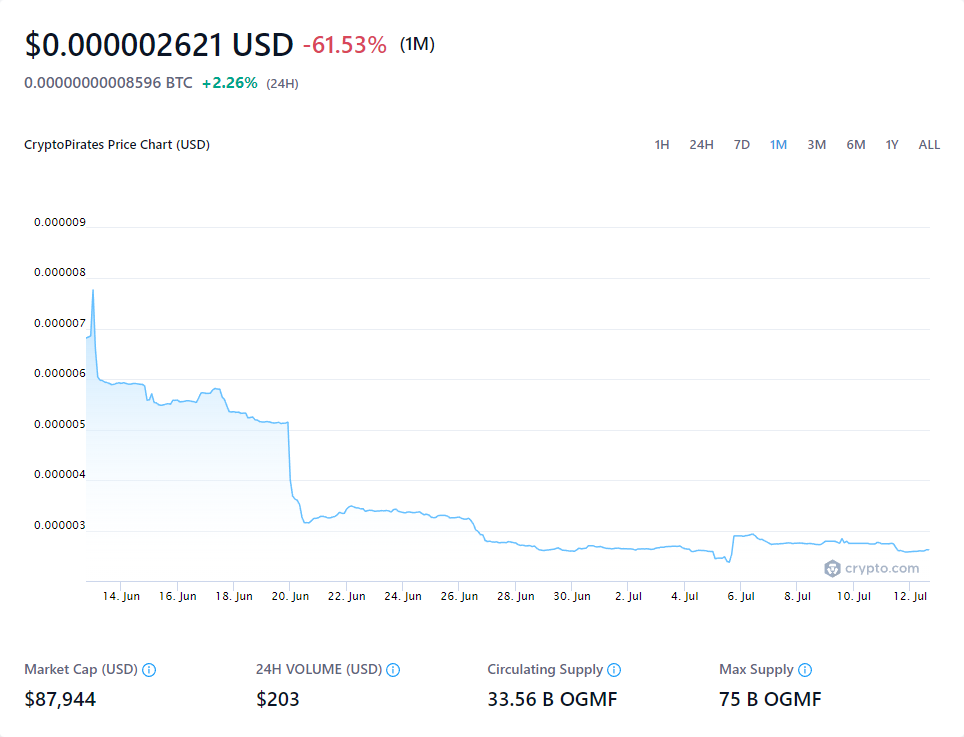 $0.000002621 USD -61.53% (1M)
0.00000000008596 BTC +2.26% (24H)
CryptoPirates Price Chart (USD) 1H 24H 7D 1M 3M 6M 1Y ALL
0.000009
0.000008
0.000007
0.000006
0.000005
0.000004
0.000003
crypto.com
14. Jun 16. Jun 18. Jun 20. Jun 22. Jun 24. Jun 26. Jun 28. Jun 30. Jun 2. Jul 4. Jul 6. Jul 8. Jul 10. Jul 12. Jul
Market Cap (USD) 24H VOLUME (USD) Circulating Supply Max Supply
$87,944 $203 33.56 B OGMF 75 B OGMF